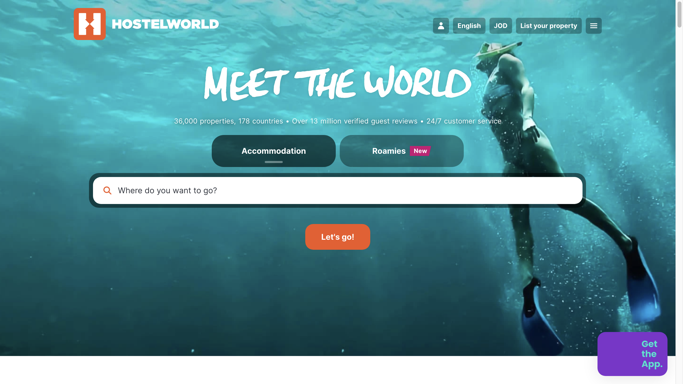 HOSTELWORLD
English
JOD
List your property
MEET THE WORLD
36,000 properties, 178 countries • Over 13 million verified guest reviews • 24/7 customer service
Accommodation
Roamies New
Where do you want to go?
Let's go!
Get
the
App.